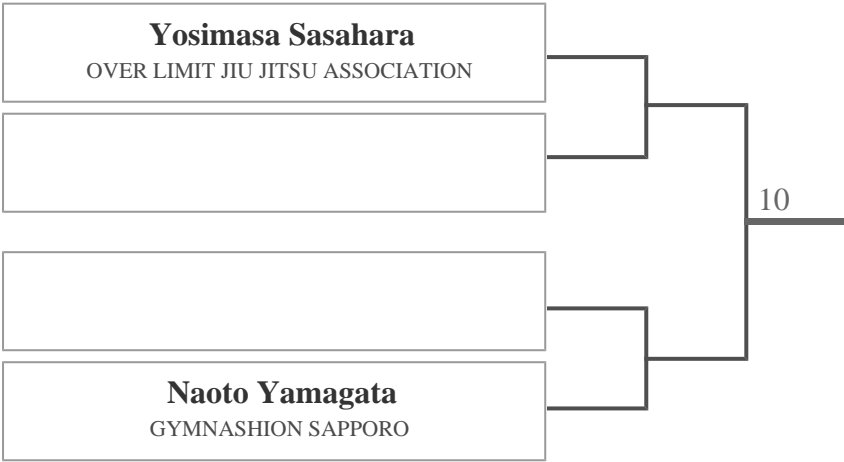 Yosimasa Sasahara
OVER LIMIT JIU JITSU ASSOCIATION
10
Naoto Yamagata
GYMNASHION SAPPORO